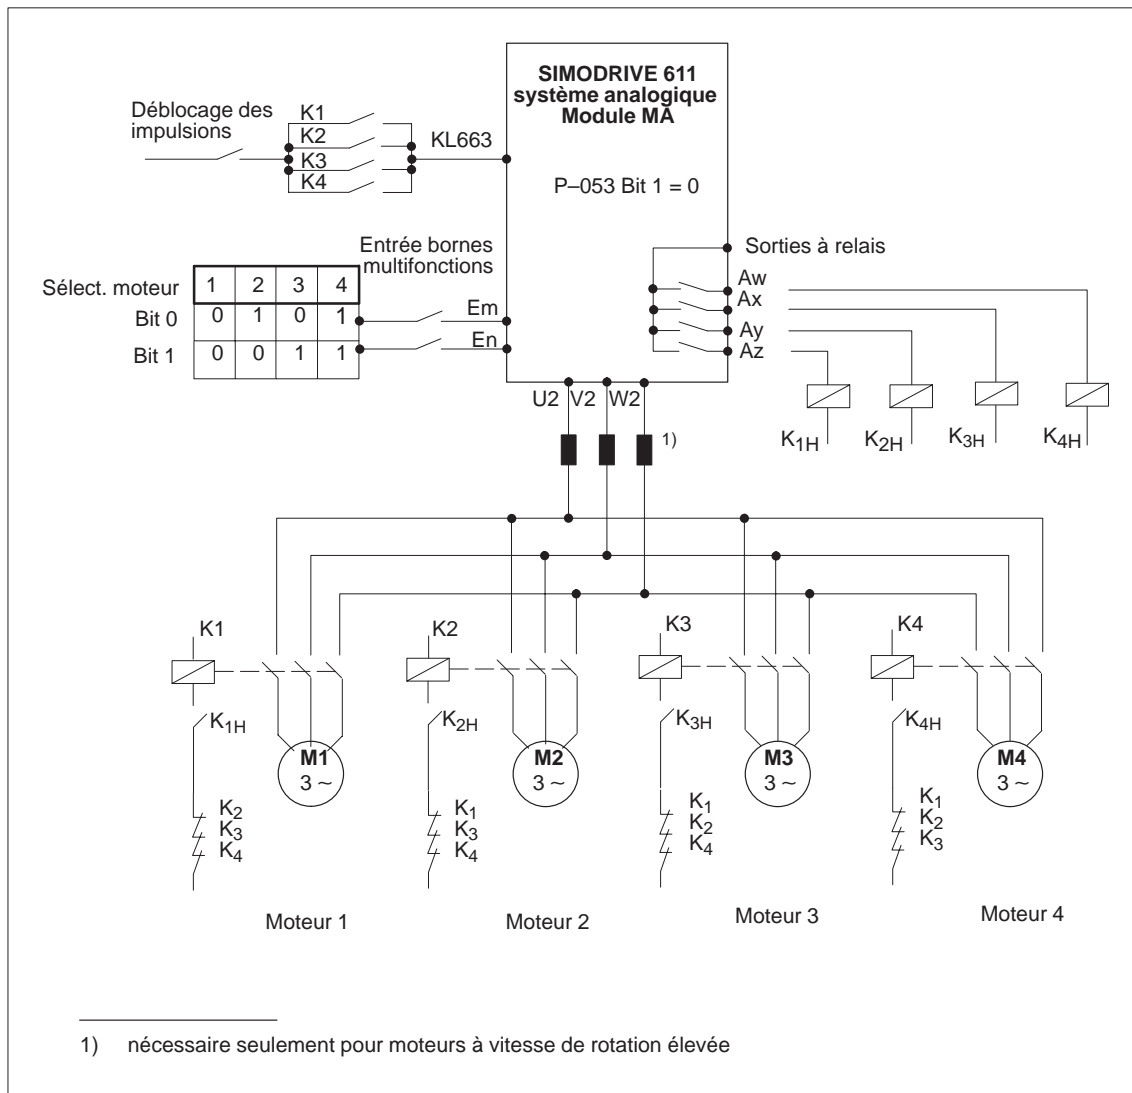 SIMODRIVE 611
système analogique
Module MA
P–053 Bit 1 = 0
Déblocage des
impulsions
K1
K2
K3
K4
KL663
Entrée bornes
multifonctions
Sélect. moteur 1 2 3 4
Bit 0 0 1 0 1
Bit 1 0 0 1 1
Em
En
Sorties à relais
Aw
Ax
Ay
Az
K1H K2H K3H K4H
U2 V2 W2
1)
K1 K2 K3 K4
K1H K2H K3H K4H
M1
3 ~
M2
3 ~
M3
3 ~
M4
3 ~
K2
K3
K4
K1
K3
K4
K1
K2
K4
K1
K2
K3
Moteur 1 Moteur 2 Moteur 3 Moteur 4
1) nécessaire seulement pour moteurs à vitesse de rotation élevée